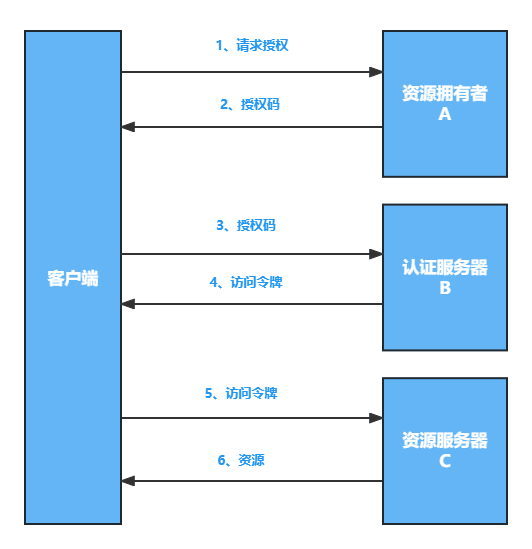 1、请求授权
资源拥有者
A
2、授权码
3、授权码
客户端
认证服务器
B
4、访问令牌
5、访问令牌
资源服务器
C
6、资源